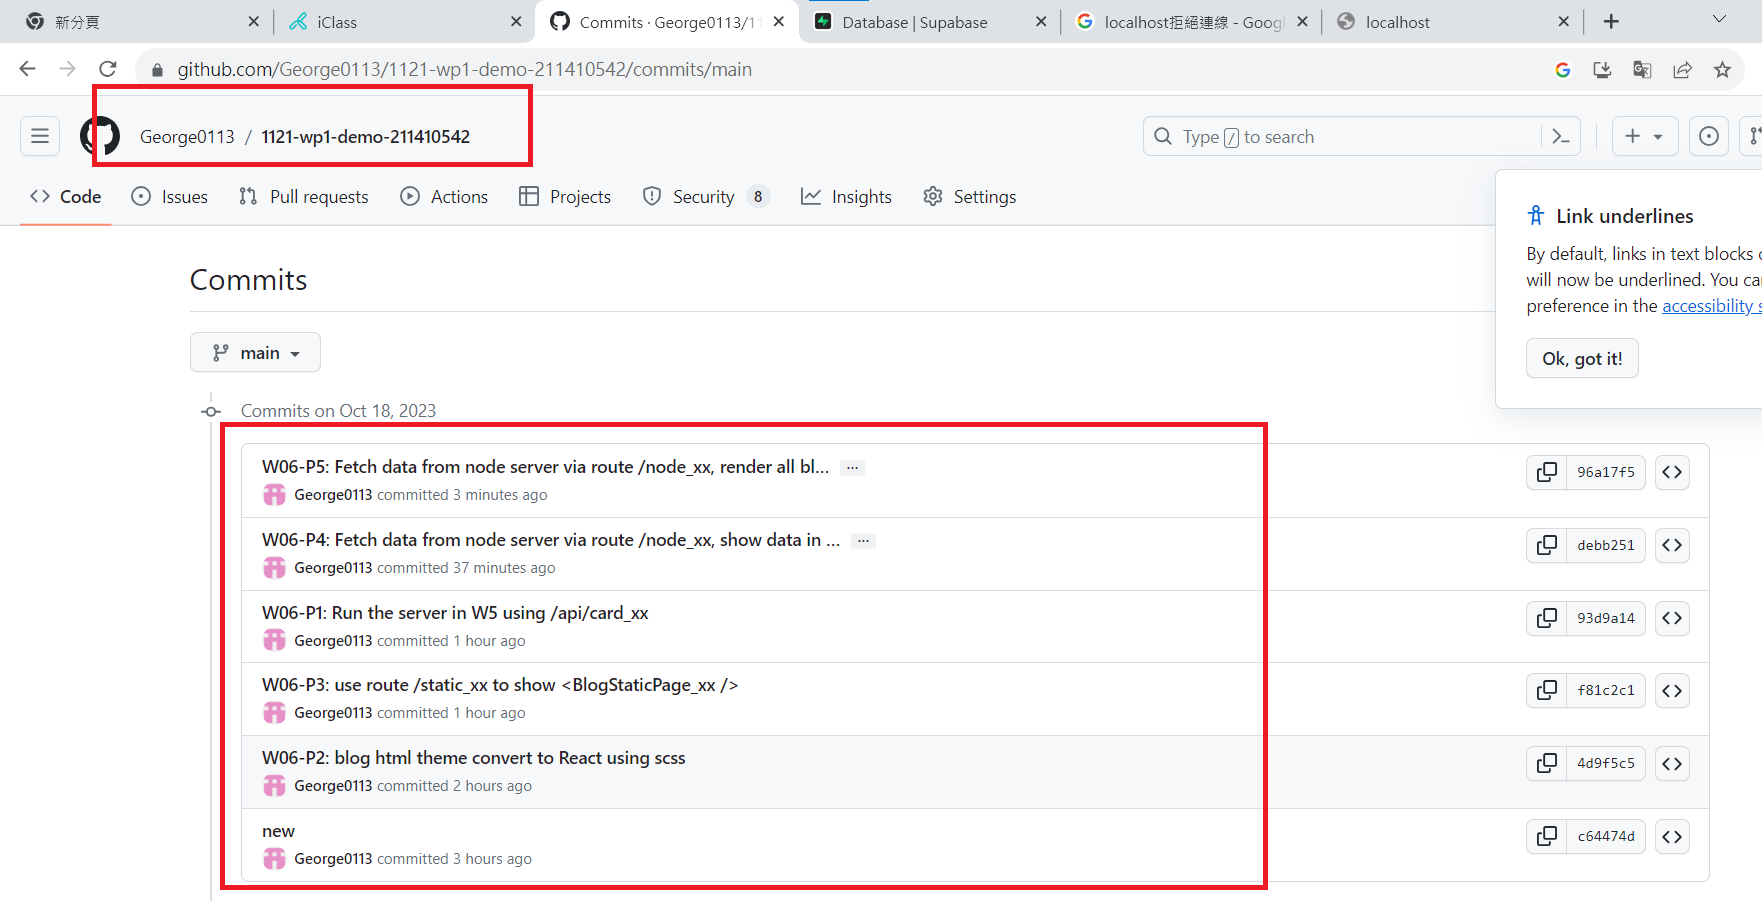 新分頁
iClass
Commits · George0113/11
Database | Supabase
localhost拒絕連線 - Goog
localhost
github.com/George0113/1121-wp1-demo-211410542/commits/main
George0113 / 1121-wp1-demo-211410542
Type / to search
Code
Issues
Pull requests
Actions
Projects
Security 8
Insights
Settings
Link underlines
By default, links in text blocks
will now be underlined. You ca
preference in the accessibility s
Ok, got it!
Commits
main
Commits on Oct 18, 2023
W06-P5: Fetch data from node server via route /node_xx, render all bl... ...
96a17f5
George0113 committed 3 minutes ago
W06-P4: Fetch data from node server via route /node_xx, show data in ... ...
debb251
George0113 committed 37 minutes ago
W06-P1: Run the server in W5 using /api/card_xx
93d9a14
George0113 committed 1 hour ago
W06-P3: use route /static_xx to show <BlogStaticPage_xx />
f81c2c1
George0113 committed 1 hour ago
W06-P2: blog html theme convert to React using scss
4d9f5c5
George0113 committed 2 hours ago
new
c64474d
George0113 committed 3 hours ago